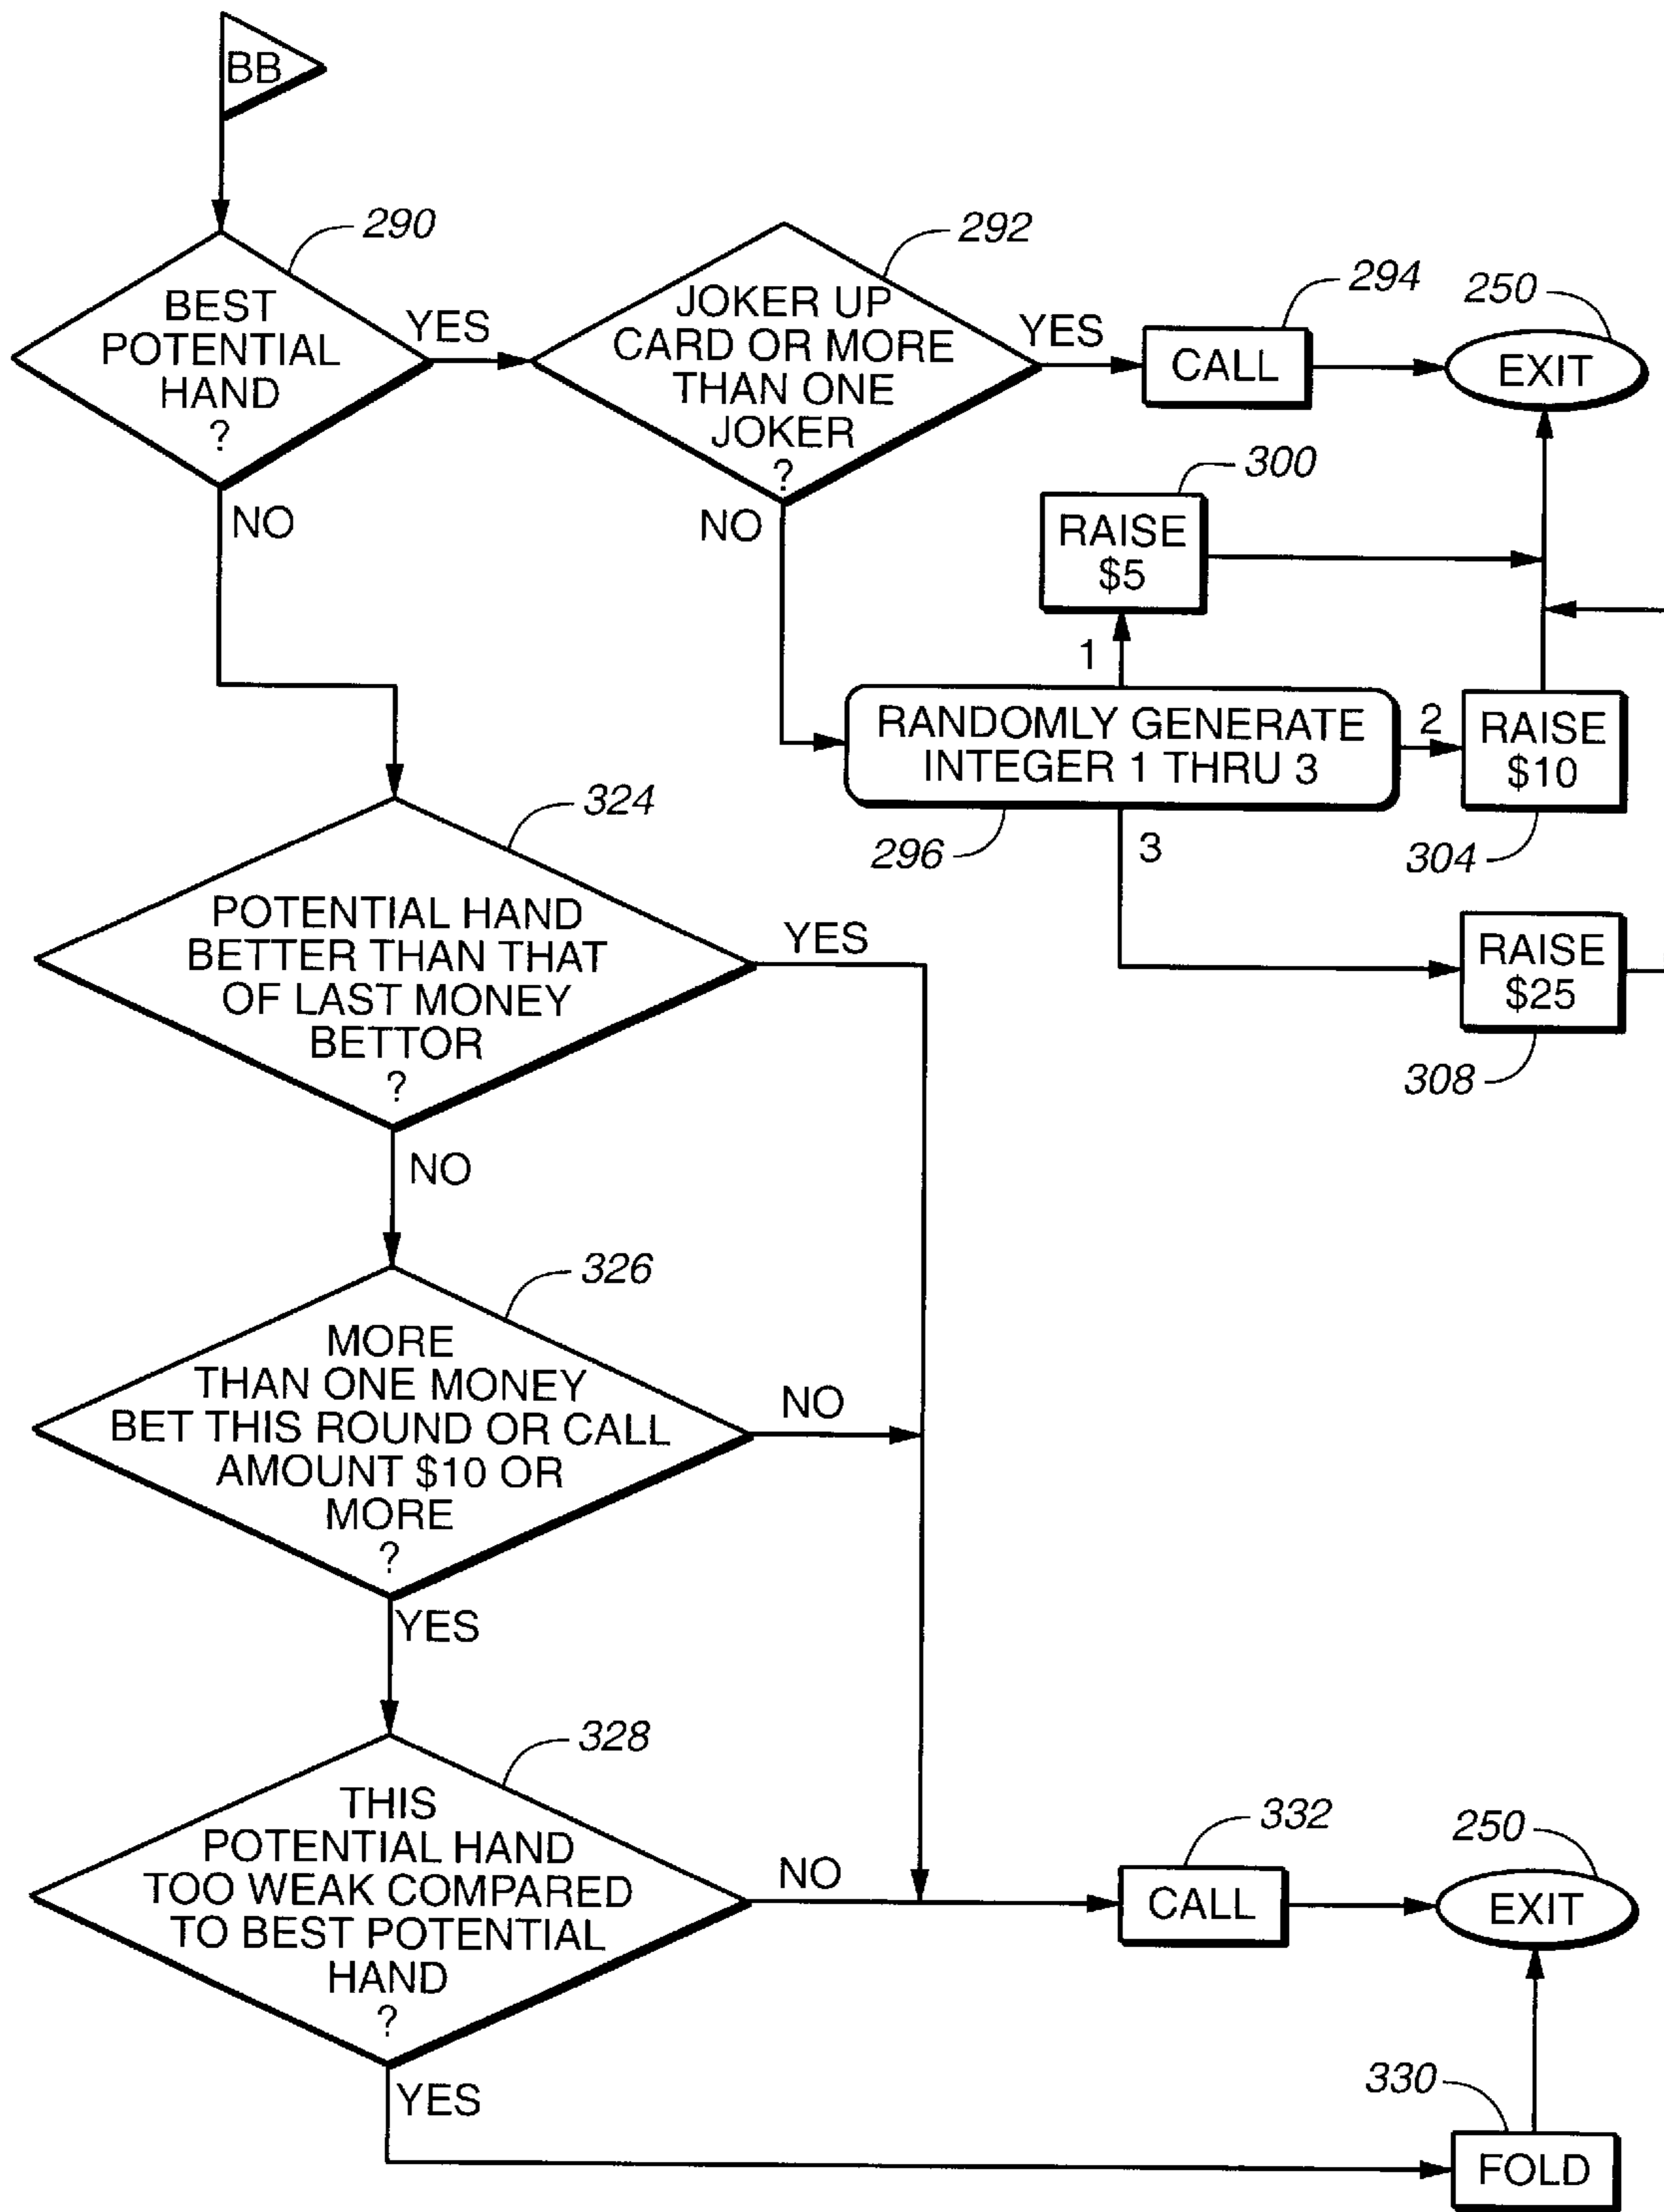 BB
290
BEST
POTENTIAL
HAND
?
YES
NO
292
JOKER UP
CARD OR MORE
THAN ONE
JOKER
?
YES
NO
294
CALL
250
EXIT
300
RAISE
$5
1
RANDOMLY GENERATE
INTEGER 1 THRU 3
296
2
RAISE
$10
304
3
RAISE
$25
308
324
POTENTIAL HAND
BETTER THAN THAT
OF LAST MONEY
BETTOR
?
YES
NO
326
MORE
THAN ONE MONEY
BET THIS ROUND OR CALL
AMOUNT $10 OR
MORE
?
NO
YES
328
THIS
POTENTIAL HAND
TOO WEAK COMPARED
TO BEST POTENTIAL
HAND
?
NO
YES
332
CALL
250
EXIT
330
FOLD